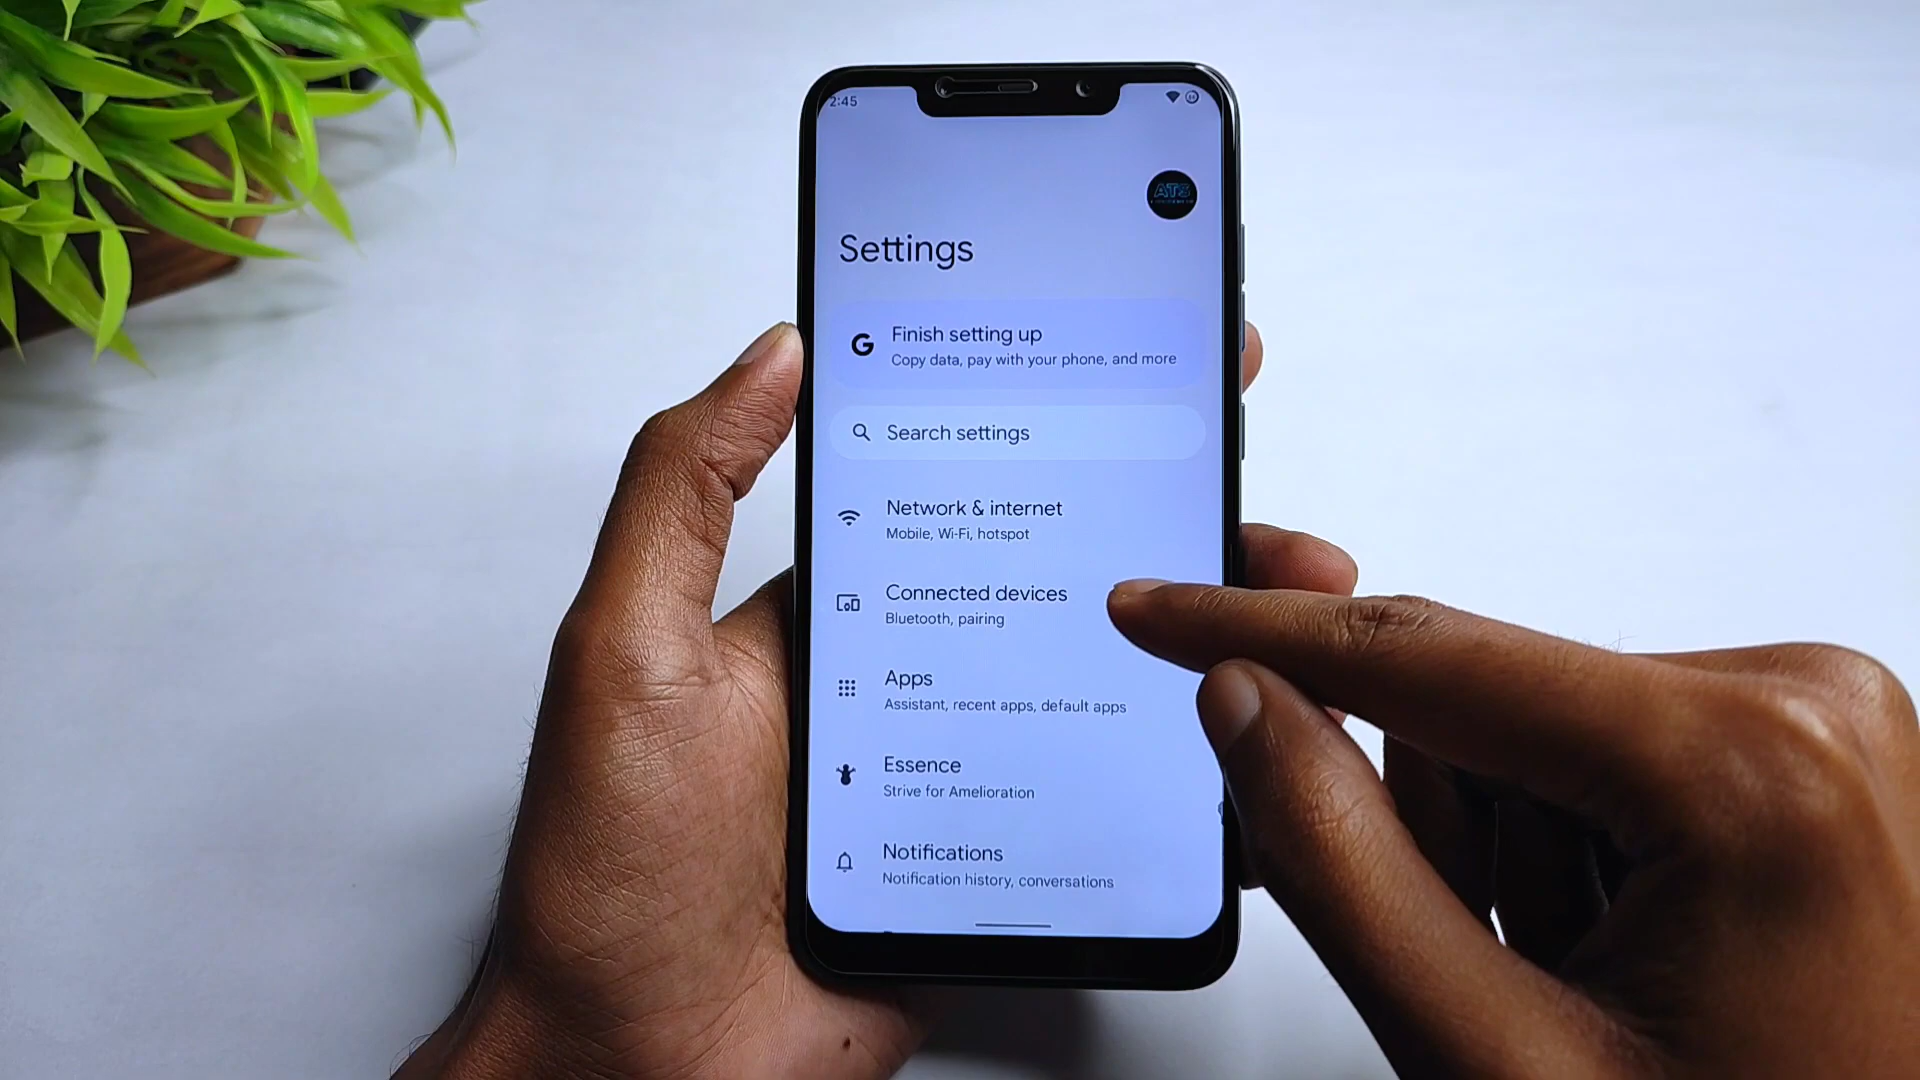 2:45
ATS
Settings
G
Finish setting up
Copy data, pay with your phone, and more
Search settings
Network & internet
Mobile, Wi-Fi, hotspot
Connected devices
Bluetooth, pairing
Apps
Assistant, recent apps, default apps
Essence
Strive for Amelioration
Notifications
Notification history, conversations